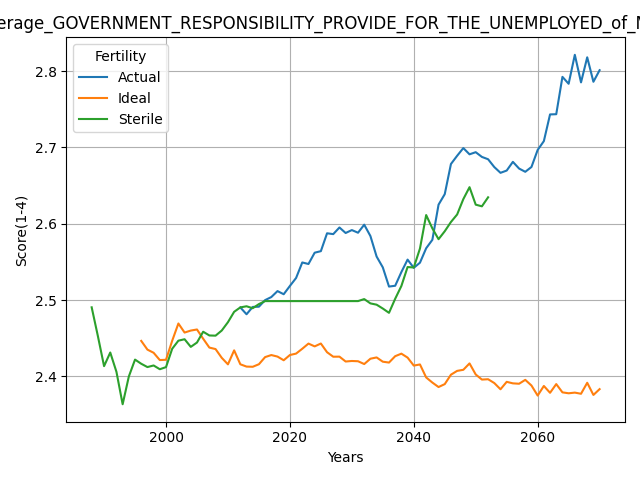 erage_GOVERNMENT_RESPONSIBILITY_PROVIDE_FOR_THE_UNEMPLOYED_of_
Fertility
Actual
Ideal
Sterile
Score(1-4)
2.8
2.7
2.6
2.5
2.4
2000
2020
2040
2060
Years